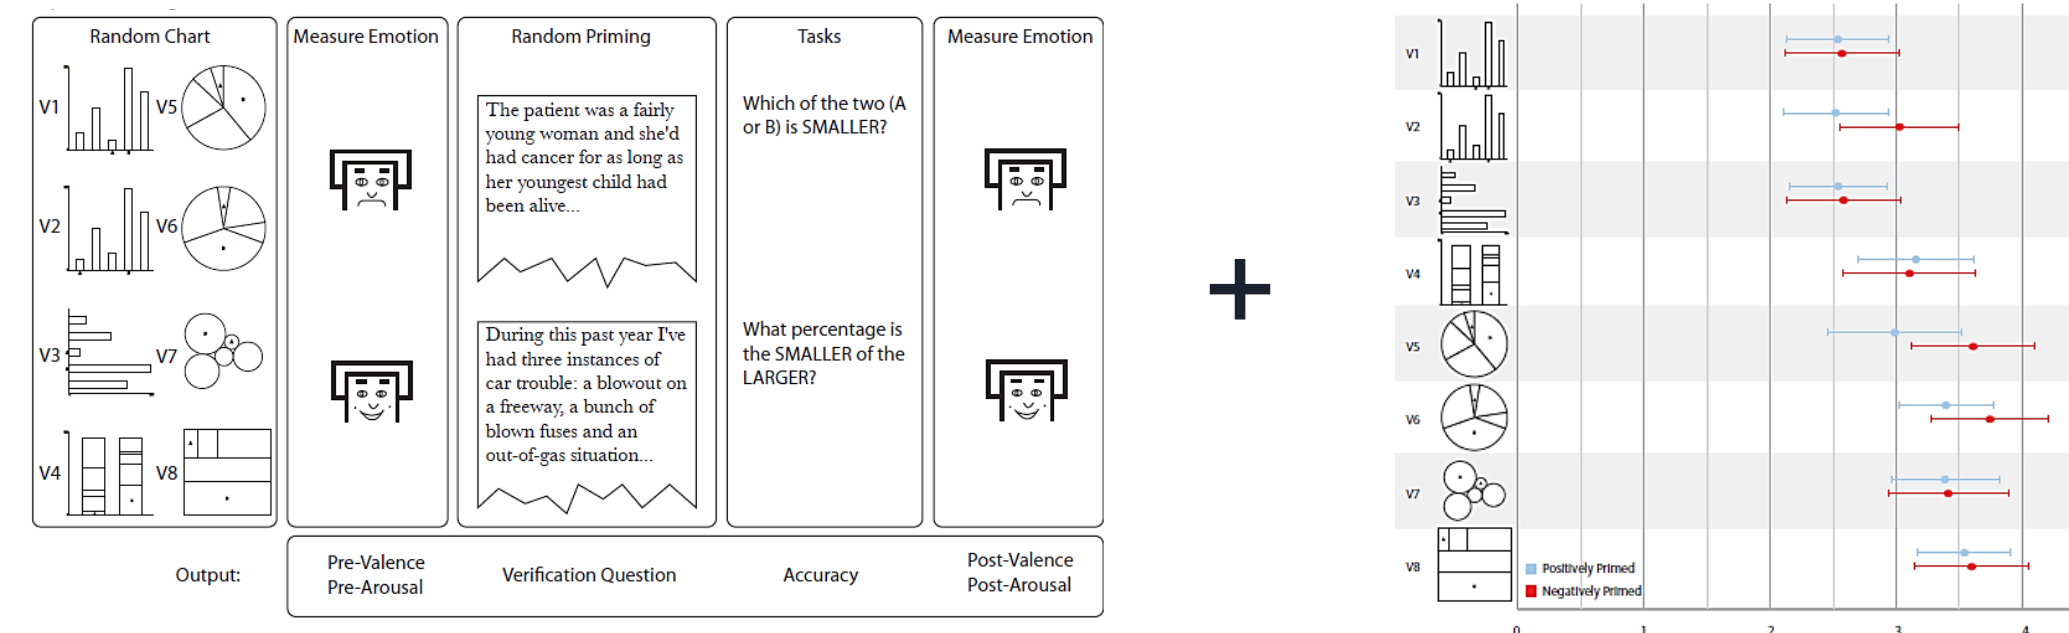 Random Chart
V1
V5
V2
V6
V3
V7
V4
V8
Measure Emotion
Random Priming
The patient was a fairly
young woman and she'd
had cancer for as long as
her youngest child had
been alive...
During this past year I've
had three instances of
car trouble: a blowout on
a freeway, a bunch of
blown fuses and an
out-of-gas situation...
Tasks
Which of the two (A
or B) is SMALLER?
What percentage is
the SMALLER of the
LARGER?
Measure Emotion
Output:
Pre-Valence
Pre-Arousal
Verification Question
Accuracy
Post-Valence
Post-Arousal
+
V1
V2
V3
V4
V5
V6
V7
V8
Positively Primed
Negatively Primed
0 1 2 3 4